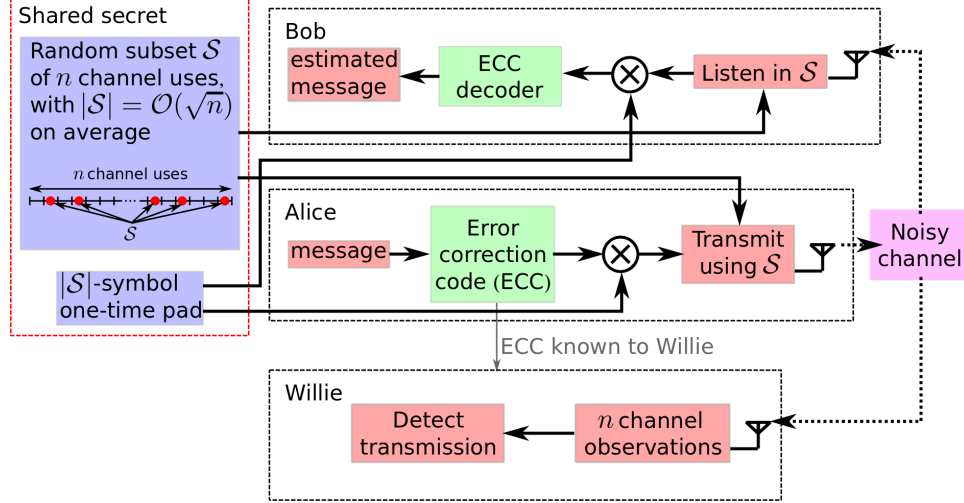 Shared secret
Random subset 𝒮
of n channel uses,
with |𝒮| = 𝒪(√n)
on average
n channel uses
𝒮
|𝒮|-symbol
one-time pad
Bob
estimated
message
ECC
decoder
Listen in 𝒮
Alice
message
Error
correction
code (ECC)
Transmit
using 𝒮
Noisy
channel
ECC known to Willie
Willie
Detect
transmission
n channel
observations